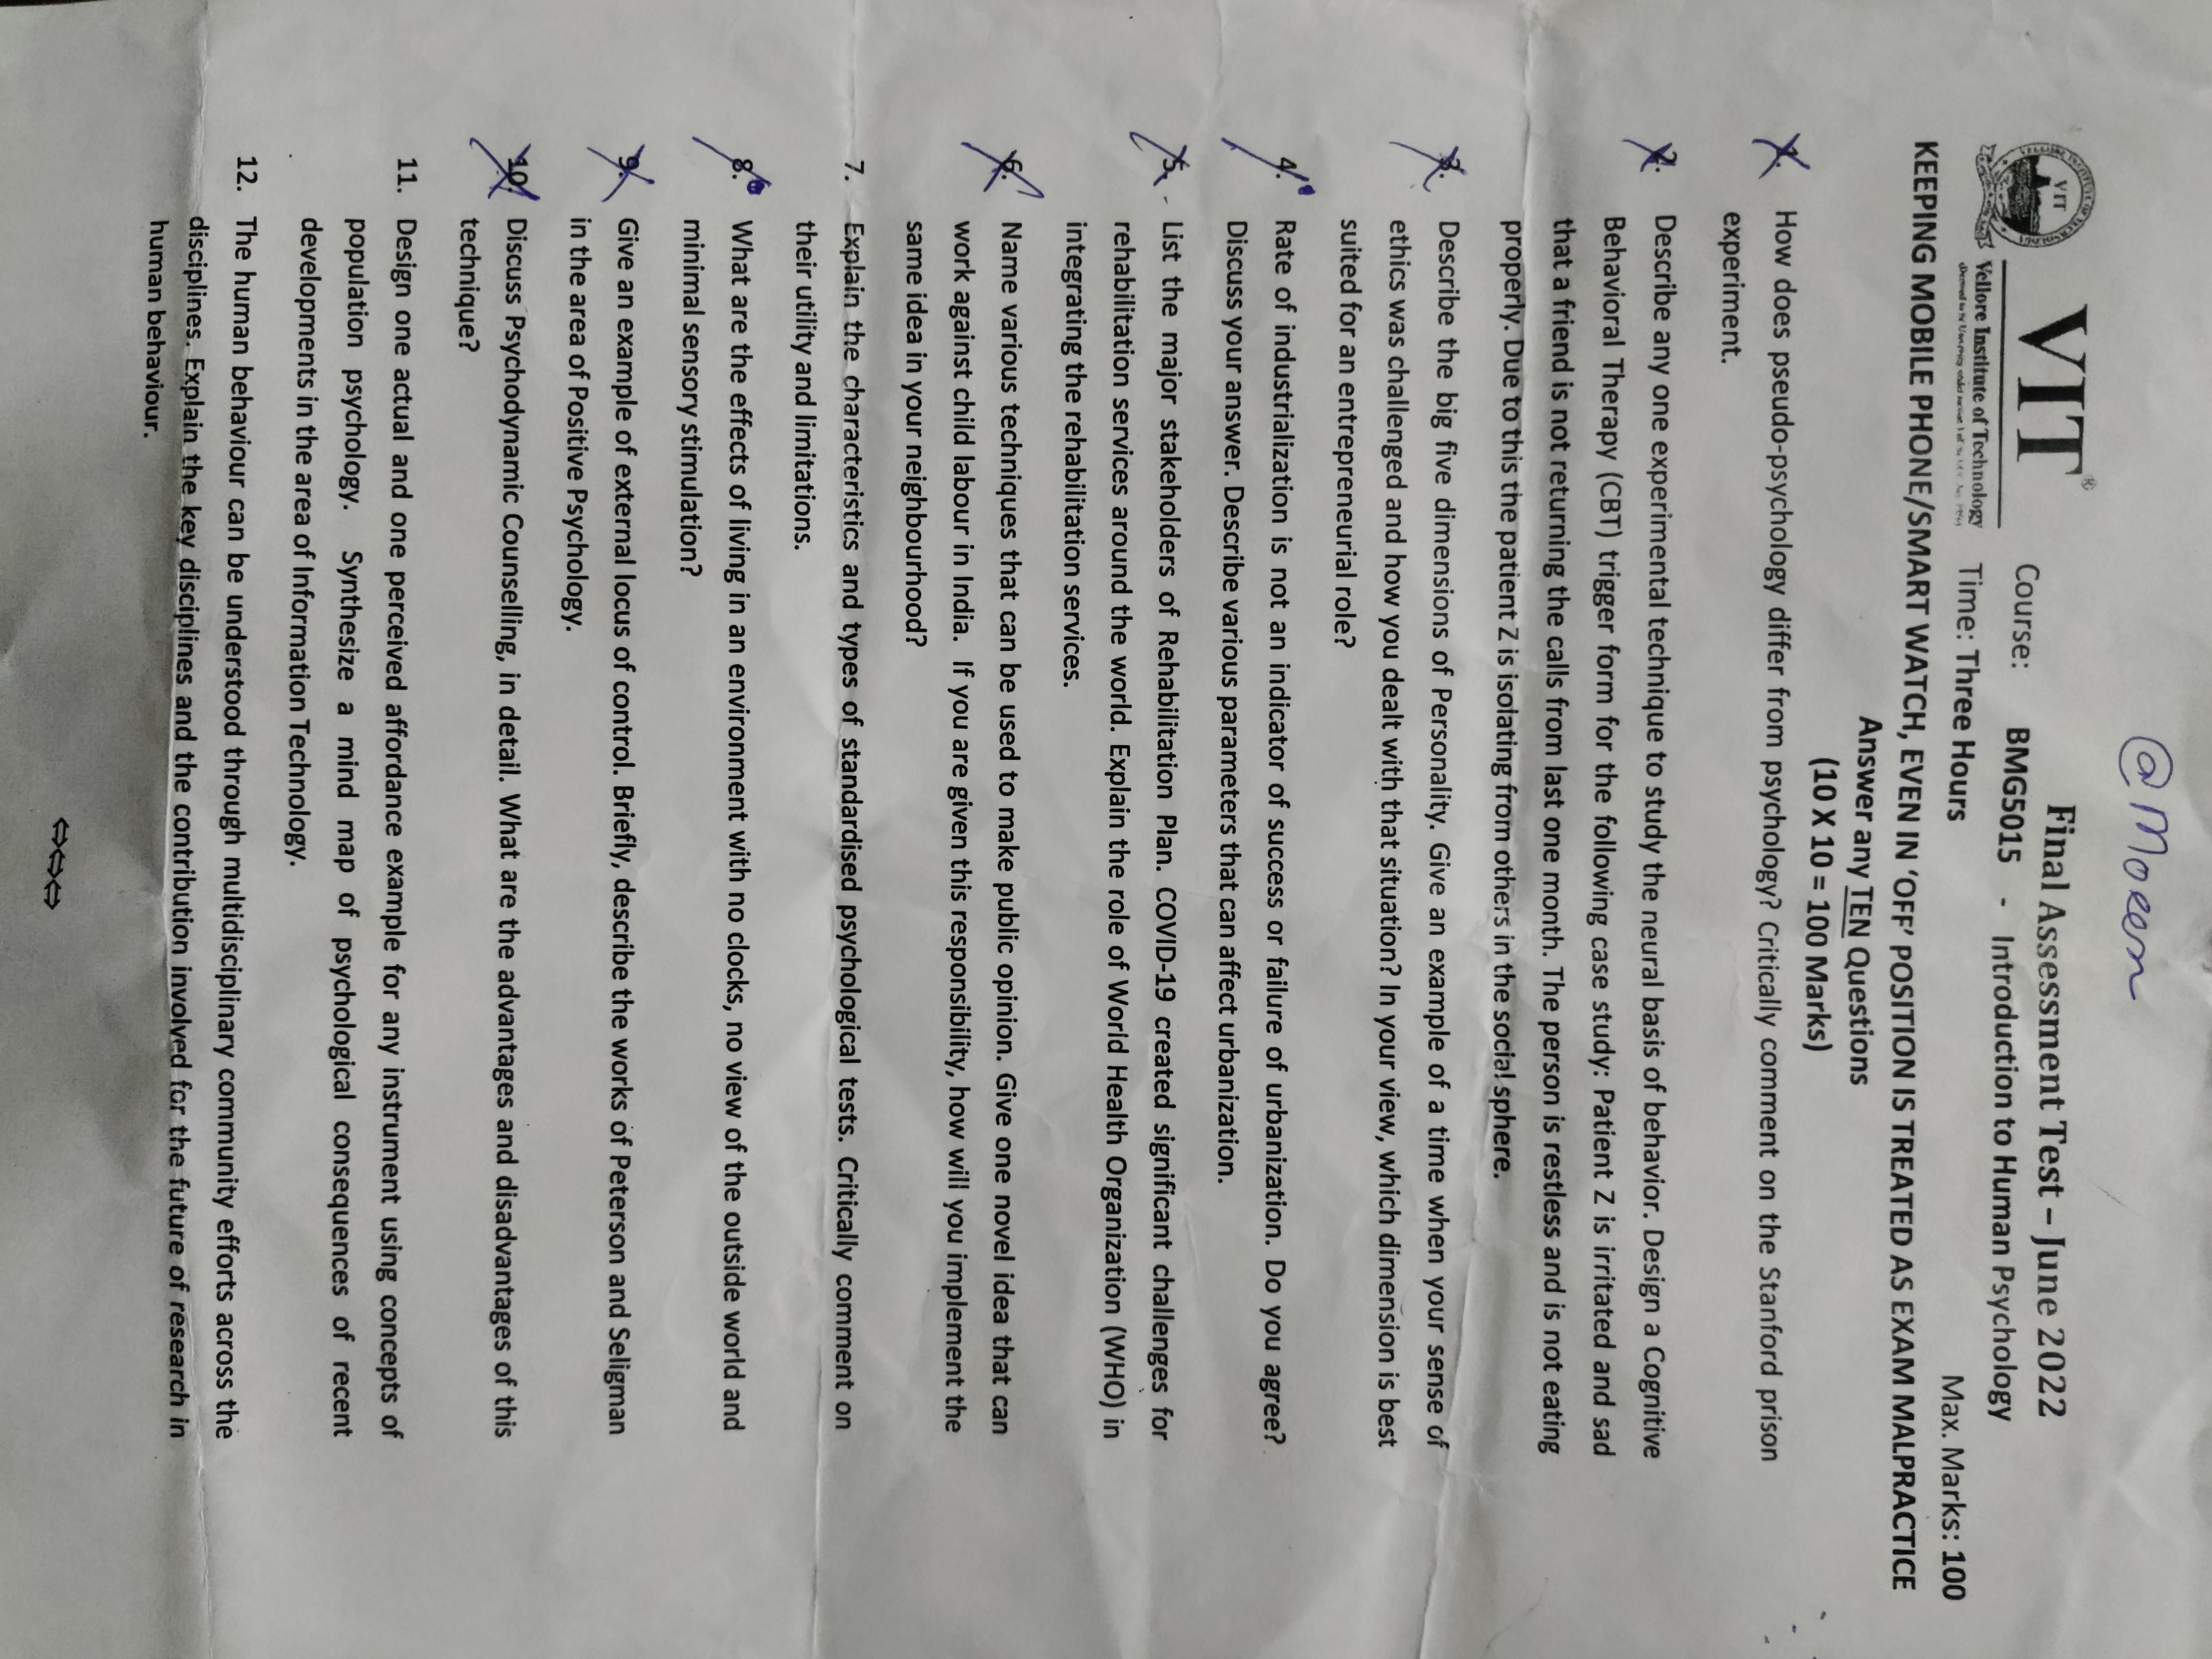 @Moeen
VIT®
VIT
Vellore Institute of Technology
Final Assessment Test – June 2022
Course: BMG5015 - Introduction to Human Psychology
Time: Three Hours
Max. Marks: 100
KEEPING MOBILE PHONE/SMART WATCH, EVEN IN ‘OFF’ POSITION IS TREATED AS EXAM MALPRACTICE
Answer any TEN Questions
(10 X 10 = 100 Marks)
1. How does pseudo-psychology differ from psychology? Critically comment on the Stanford prison
experiment.
2. Describe any one experimental technique to study the neural basis of behavior. Design a Cognitive
Behavioral Therapy (CBT) trigger form for the following case study: Patient Z is irritated and sad
that a friend is not returning the calls from last one month. The person is restless and is not eating
properly. Due to this the patient Z is isolating from others in the social sphere.
3. Describe the big five dimensions of Personality. Give an example of a time when your sense of
ethics was challenged and how you dealt with that situation? In your view, which dimension is best
suited for an entrepreneurial role?
4. Rate of industrialization is not an indicator of success or failure of urbanization. Do you agree?
Discuss your answer. Describe various parameters that can affect urbanization.
5. List the major stakeholders of Rehabilitation Plan. COVID-19 created significant challenges for
rehabilitation services around the world. Explain the role of World Health Organization (WHO) in
integrating the rehabilitation services.
6. Name various techniques that can be used to make public opinion. Give one novel idea that can
work against child labour in India. If you are given this responsibility, how will you implement the
same idea in your neighbourhood?
7. Explain the characteristics and types of standardised psychological tests. Critically comment on
their utility and limitations.
8. What are the effects of living in an environment with no clocks, no view of the outside world and
minimal sensory stimulation?
9. Give an example of external locus of control. Briefly, describe the works of Peterson and Seligman
in the area of Positive Psychology.
10. Discuss Psychodynamic Counselling, in detail. What are the advantages and disadvantages of this
technique?
11. Design one actual and one perceived affordance example for any instrument using concepts of
population psychology. Synthesize a mind map of psychological consequences of recent
developments in the area of Information Technology.
12. The human behaviour can be understood through multidisciplinary community efforts across the
disciplines. Explain the key disciplines and the contribution involved for the future of research in
human behaviour.
⇔⇔⇔